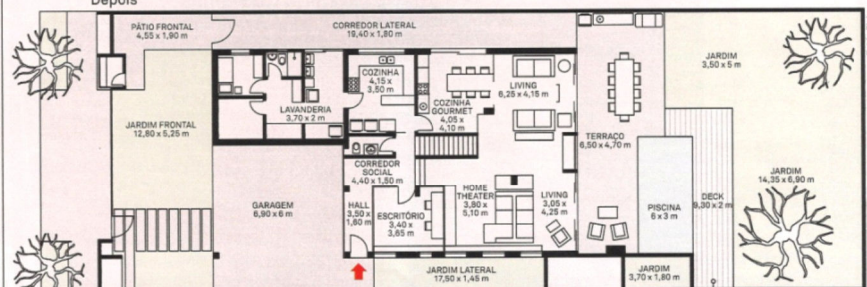 Depois
PÁTIO FRONTAL
4,55 x 1,90 m
CORREDOR LATERAL
19,40 x 1,80 m
JARDIM
3,50 x 5 m
COZINHA
4,15 x
3,50 m
LIVING
6,25 x 4,15 m
COZINHA
GOURMET
4,05 x
4,10 m
LAVANDERIA
3,70 x 2 m
JARDIM FRONTAL
12,80 x 5,25 m
TERRAÇO
6,50 x 4,70 m
CORREDOR
SOCIAL
4,40 x 1,50 m
JARDIM
14,35 x 6,90 m
GARAGEM
6,90 x 6 m
HALL
3,50 x
1,60 m
ESCRITÓRIO
3,40 x
3,65 m
HOME
THEATER
3,80 x
5,10 m
LIVING
3,05 x
4,25 m
PISCINA
6 x 3 m
DECK
9,30 x 2 m
JARDIM LATERAL
17,50 x 1,45 m
JARDIM
3,70 x 1,80 m